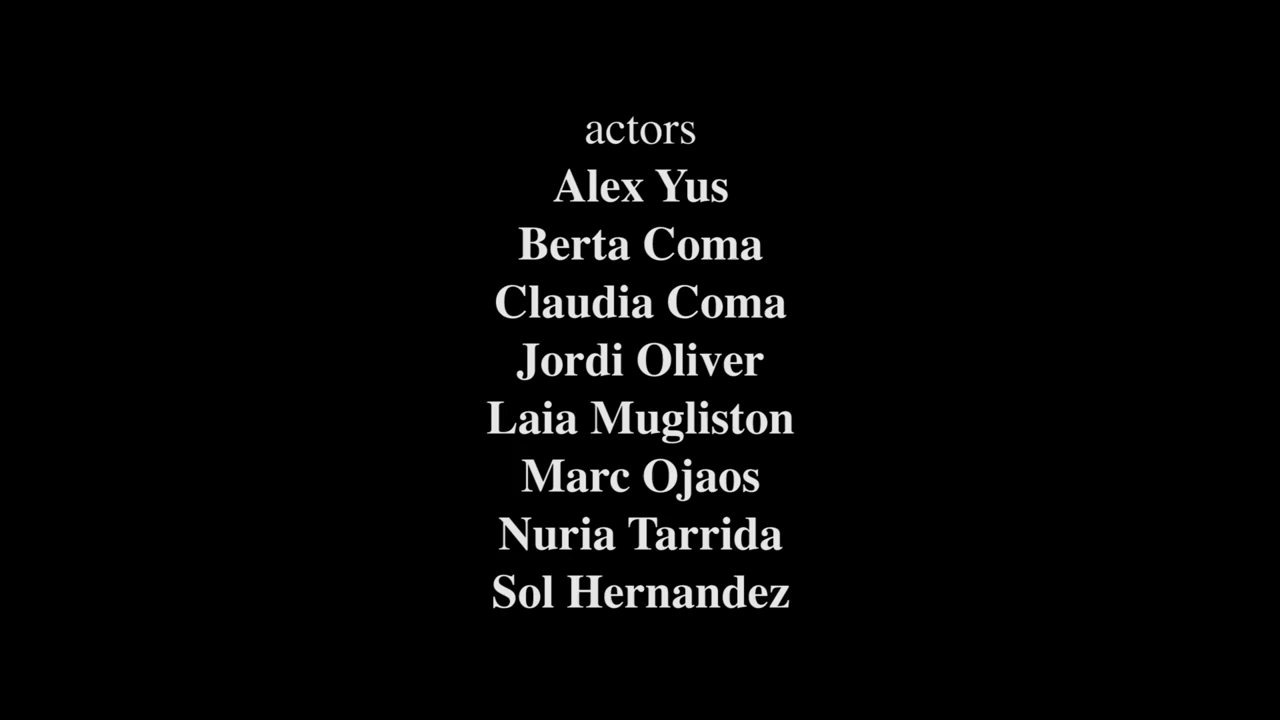 actors
Alex Yus
Berta Coma
Claudia Coma
Jordi Oliver
Laia Mugliston
Marc Ojaos
Nuria Tarrida
Sol Hernandez